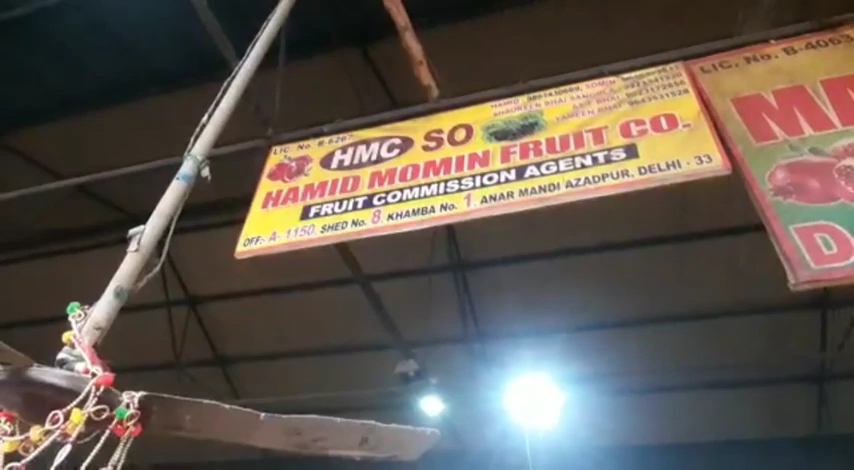 LIC. No. B-5267
HMC SO
HAMID MOMIN FRUIT CO.
FRUIT COMMISSION AGENTS
OFF:- A- 1150, SHED No. 8, KHAMBA No. 1, ANAR MANDI AZADPUR, DELHI - 33
LIC. No. B-4063
MA
D